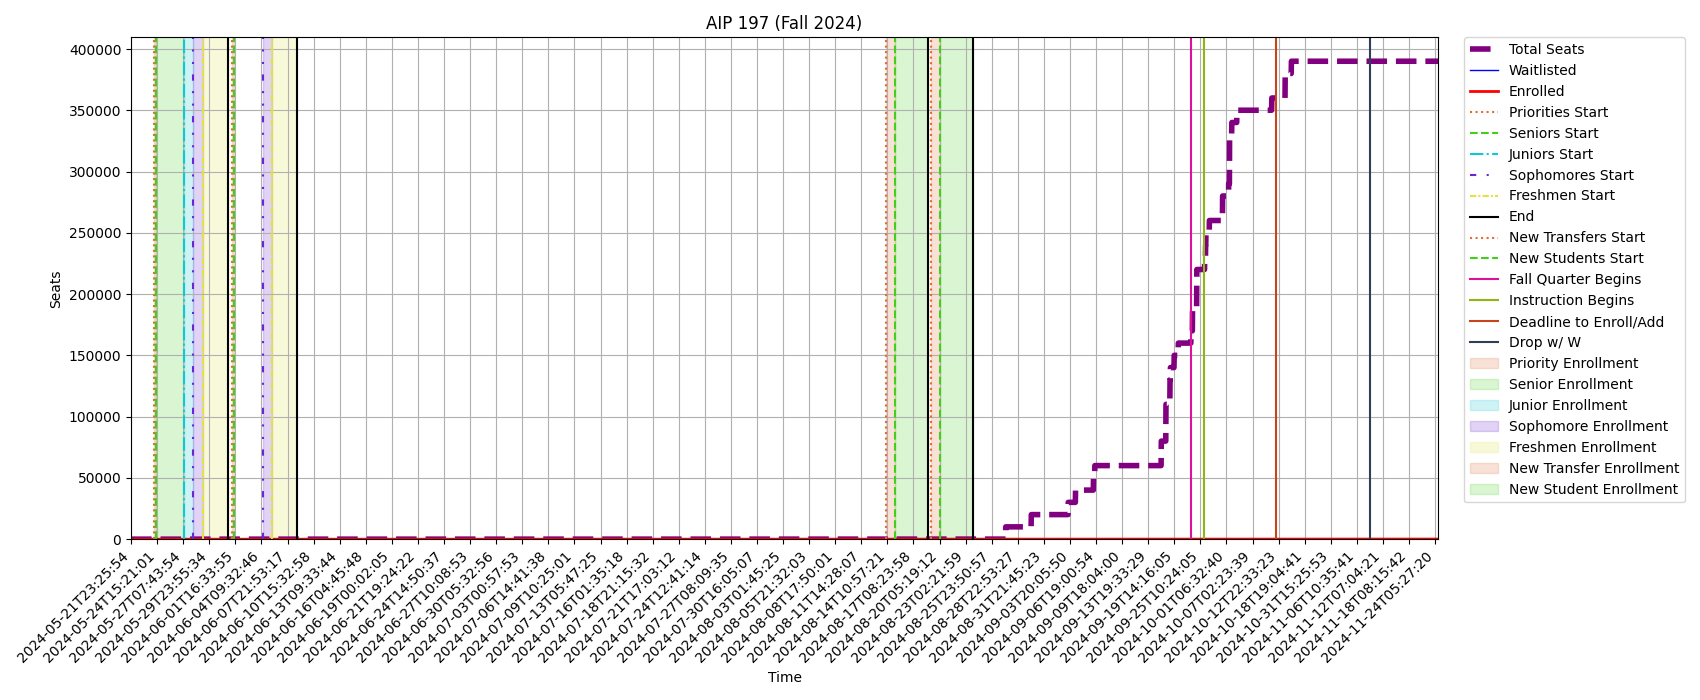 AIP 197 (Fall 2024)
400000
350000
300000
250000
200000
150000
100000
50000
0
Seats
2024-05-21T23:25:54
2024-05-24T15:21:01
2024-05-27T07:43:54
2024-05-29T23:55:34
2024-06-01T16:33:55
2024-06-04T09:32:46
2024-06-07T21:53:17
2024-06-10T15:32:58
2024-06-13T09:33:44
2024-06-16T04:45:48
2024-06-19T00:02:05
2024-06-21T19:24:22
2024-06-24T14:50:37
2024-06-27T10:08:53
2024-06-30T05:32:56
2024-07-03T00:57:53
2024-07-06T14:41:38
2024-07-09T10:25:01
2024-07-13T05:47:25
2024-07-16T01:35:18
2024-07-18T21:15:32
2024-07-21T17:03:12
2024-07-24T12:41:14
2024-07-27T08:09:35
2024-07-30T16:05:07
2024-08-03T01:45:25
2024-08-05T21:32:03
2024-08-08T17:50:01
2024-08-11T14:28:07
2024-08-14T10:57:21
2024-08-17T08:23:58
2024-08-20T05:19:12
2024-08-23T02:21:59
2024-08-25T23:50:57
2024-08-28T22:53:27
2024-08-31T21:45:23
2024-09-03T20:05:50
2024-09-06T19:00:54
2024-09-09T18:04:00
2024-09-13T19:33:29
2024-09-19T14:16:05
2024-09-25T10:24:05
2024-10-01T06:32:40
2024-10-07T02:23:39
2024-10-12T22:33:23
2024-10-18T19:04:41
2024-10-31T15:25:53
2024-11-06T10:35:41
2024-11-12T07:04:21
2024-11-18T08:15:42
2024-11-24T05:27:20
Time
Total Seats
Waitlisted
Enrolled
Priorities Start
Seniors Start
Juniors Start
Sophomores Start
Freshmen Start
End
New Transfers Start
New Students Start
Fall Quarter Begins
Instruction Begins
Deadline to Enroll/Add
Drop w/ W
Priority Enrollment
Senior Enrollment
Junior Enrollment
Sophomore Enrollment
Freshmen Enrollment
New Transfer Enrollment
New Student Enrollment